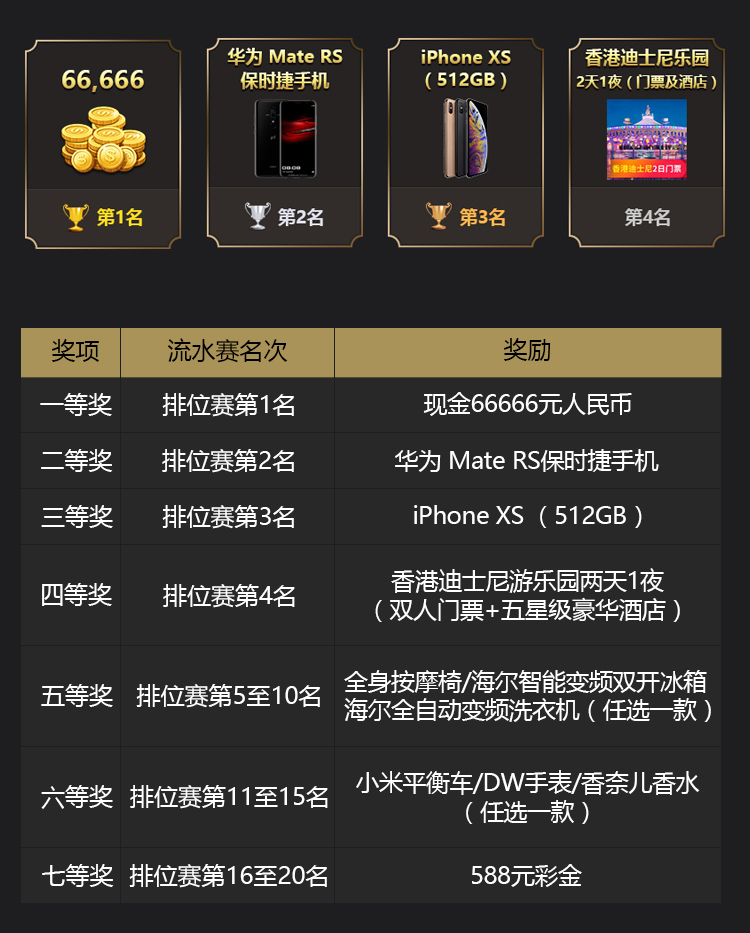 66,666
华为 Mate RS
保时捷手机
iPhone XS
（512GB）
香港迪士尼乐园
2天1夜（门票及酒店）
香港迪士尼2日门票
第1名
第2名
第3名
第4名
奖项 流水赛名次 奖励
一等奖 排位赛第1名 现金66666元人民币
二等奖 排位赛第2名 华为 Mate RS保时捷手机
三等奖 排位赛第3名 iPhone XS（512GB）
四等奖 排位赛第4名 香港迪士尼游乐园两天1夜
（双人门票+五星级豪华酒店）
五等奖 排位赛第5至10名 全身按摩椅/海尔智能变频双开冰箱
海尔全自动变频洗衣机（任选一款）
六等奖 排位赛第11至15名 小米平衡车/DW手表/香奈儿香水
（任选一款）
七等奖 排位赛第16至20名 588元彩金